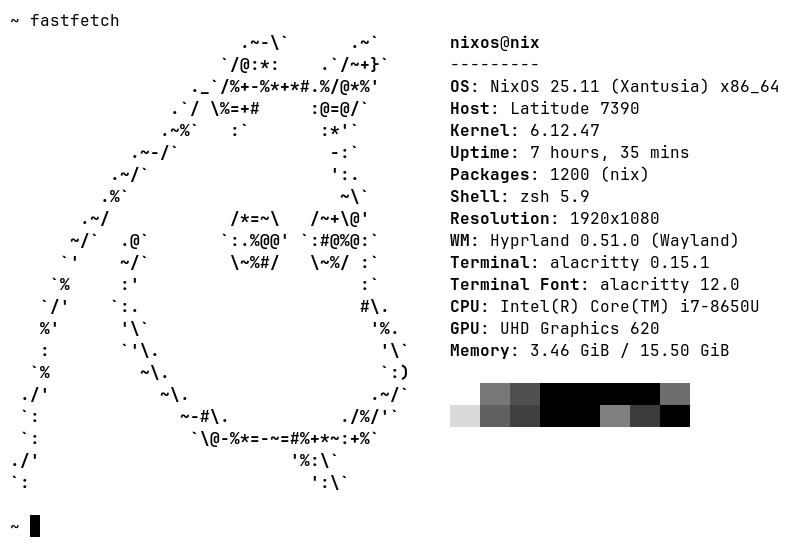 ~ fastfetch
nixos@nix
---------
OS: NixOS 25.11 (Xantusia) x86_64
Host: Latitude 7390
Kernel: 6.12.47
Uptime: 7 hours, 35 mins
Packages: 1200 (nix)
Shell: zsh 5.9
Resolution: 1920x1080
WM: Hyprland 0.51.0 (Wayland)
Terminal: alacritty 0.15.1
Terminal Font: alacritty 12.0
CPU: Intel(R) Core(TM) i7-8650U
GPU: UHD Graphics 620
Memory: 3.46 GiB / 15.50 GiB
~